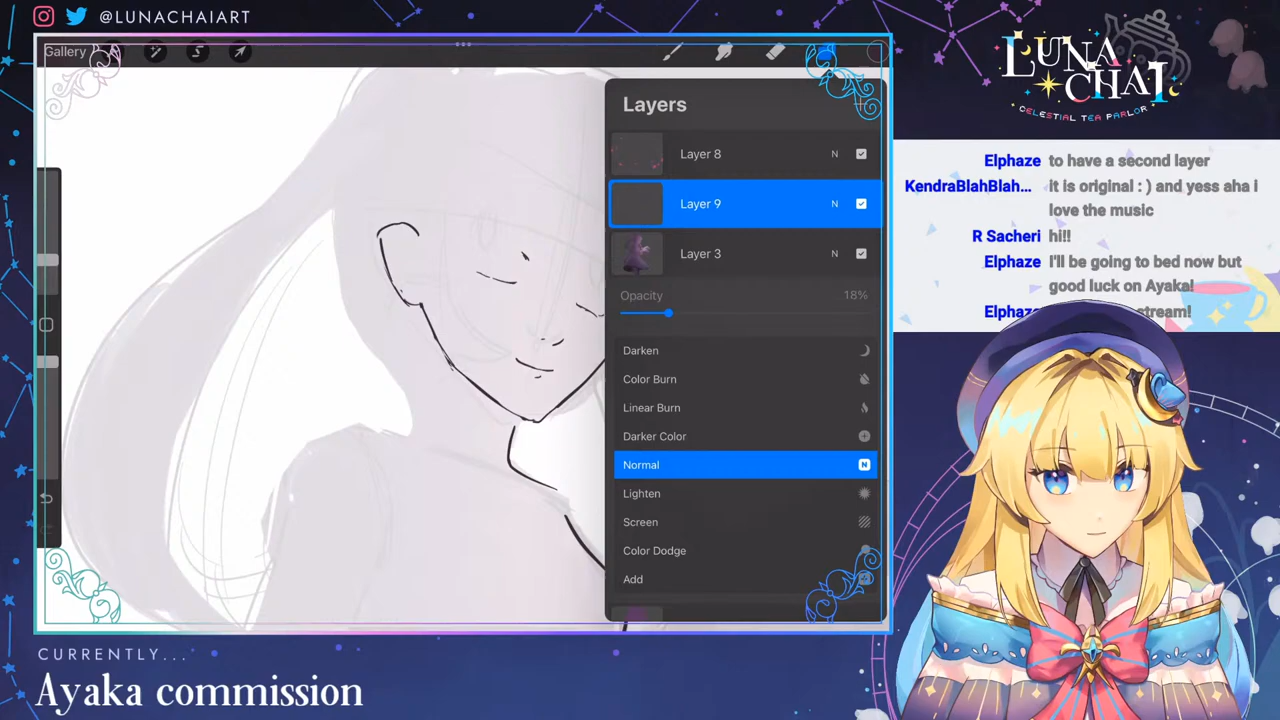 @LUNACHAIART
Gallery
Layers
Layer 8 N
Layer 9 N
Layer 3 N
Opacity 18%
Darken
Color Burn
Linear Burn
Darker Color
Normal N
Lighten
Screen
Color Dodge
Add
LUNA
CHAI
CELESTIAL TEA PARLOR
Elphaze to have a second layer
KendraBlahBlah... it is original : ) and yess aha i
love the music
R Sacheri hi!!
Elphaze I'll be going to bed now but
good luck on Ayaka!
Elphaze stream!
CURRENTLY...
Ayaka commission